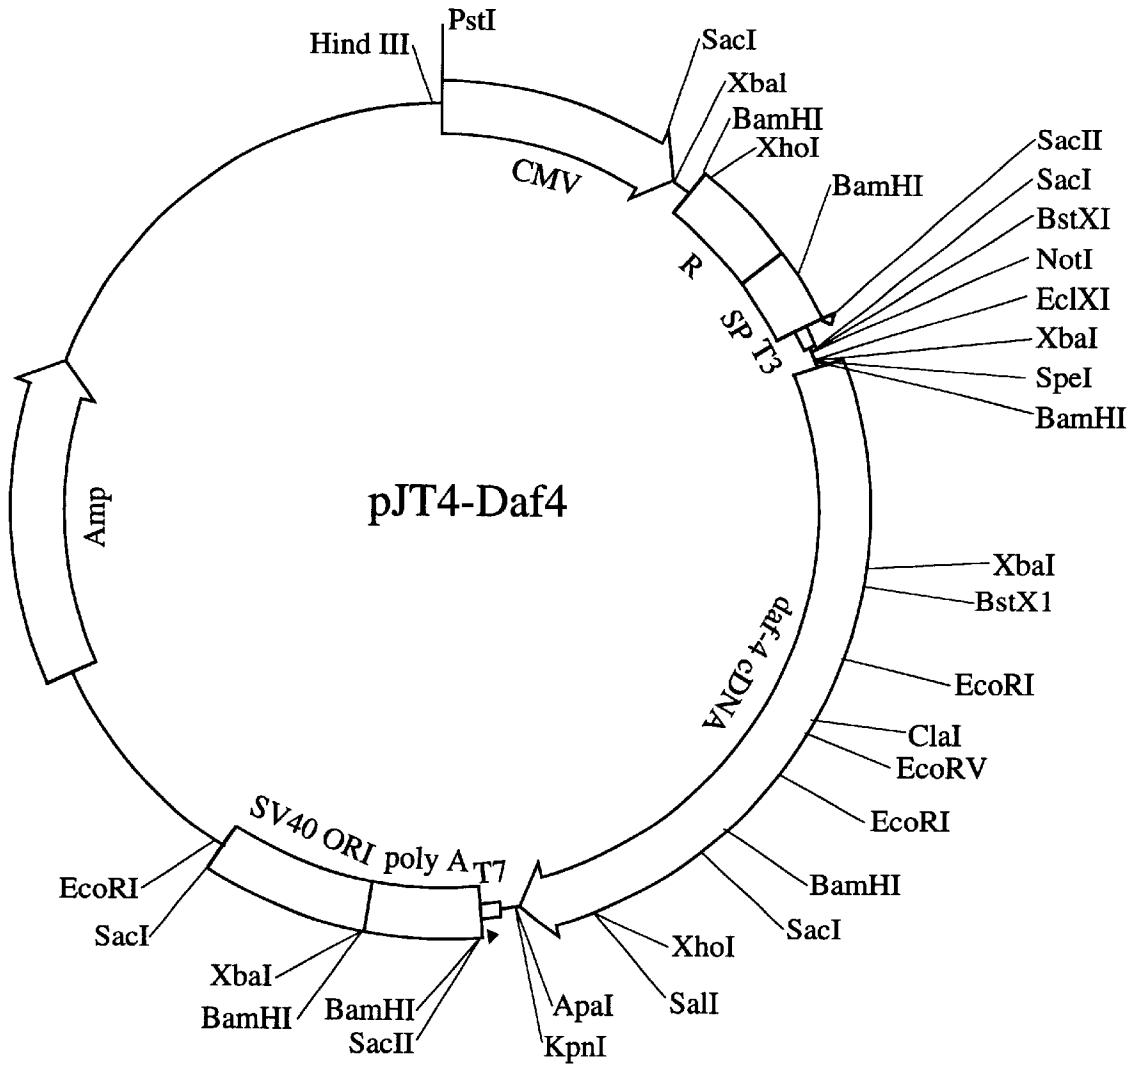 PstI
Hind III
SacI
XbaI
BamHI
XhoI
BamHI
SacII
SacI
BstXI
NotI
EclXI
XbaI
SpeI
BamHI
CMV
R
SP
T3
pJT4-Daf4
Amp
daf-4 cDNA
XbaI
BstX1
EcoRI
ClaI
EcoRV
EcoRI
BamHI
SacI
XhoI
SalI
ApaI
KpnI
T7
poly A
SV40 ORI
BamHI
SacII
XbaI
BamHI
EcoRI
SacI